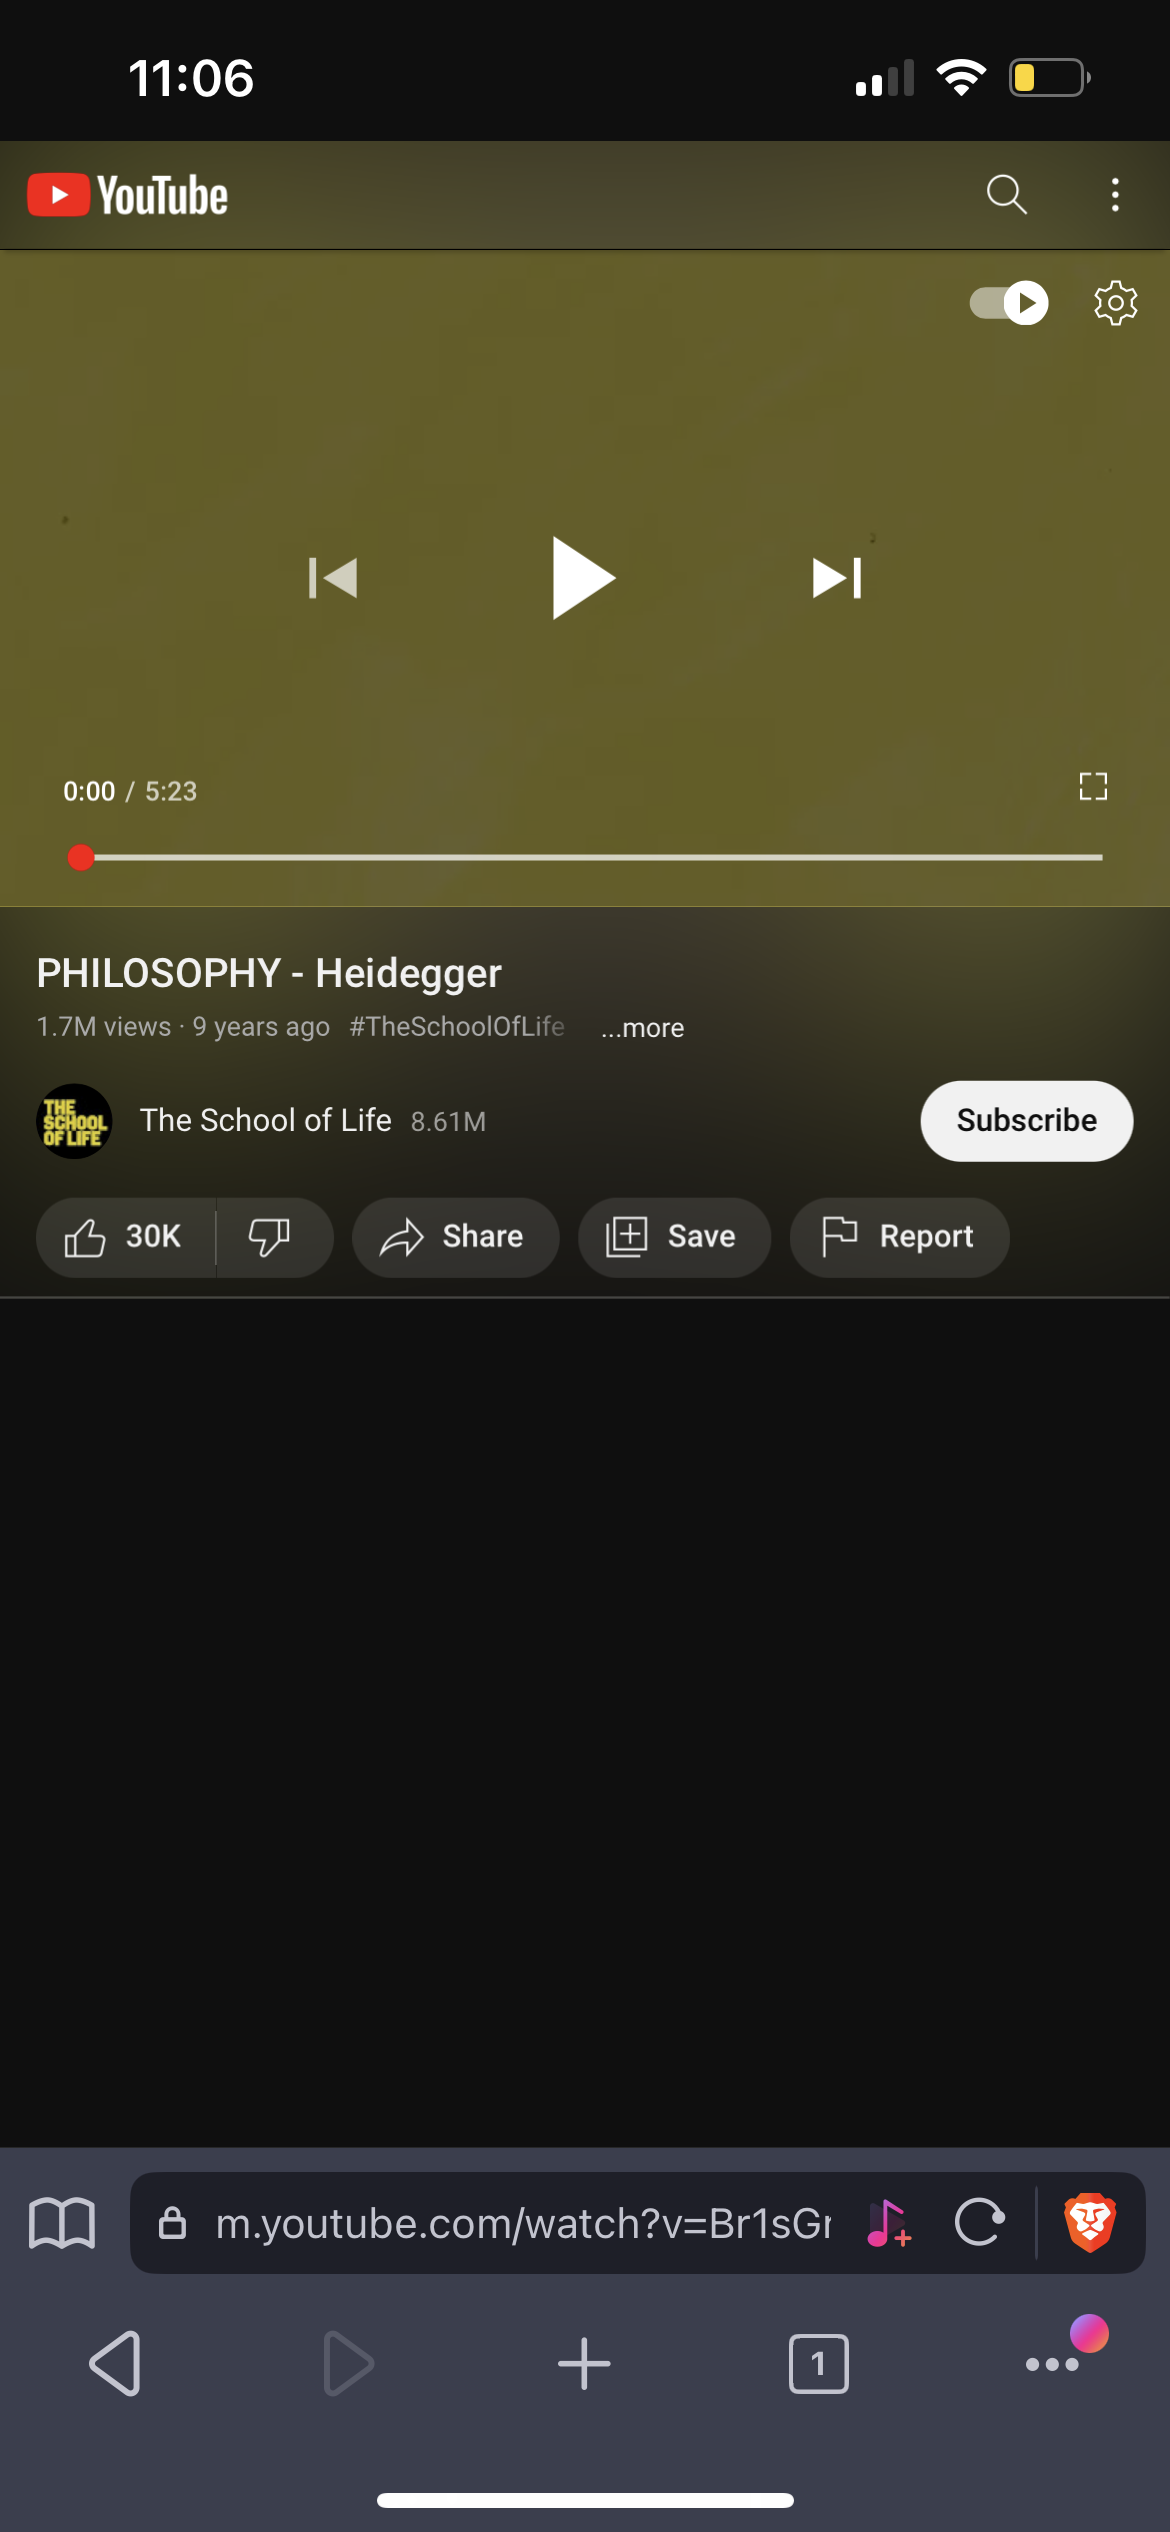 11:06
YouTube
0:00 / 5:23
PHILOSOPHY - Heidegger
1.7M views · 9 years ago #TheSchoolOfLife ...more
THE
SCHOOL
OF LIFE
The School of Life 8.61M
Subscribe
30K
Share
Save
Report
m.youtube.com/watch?v=Br1sGr
1